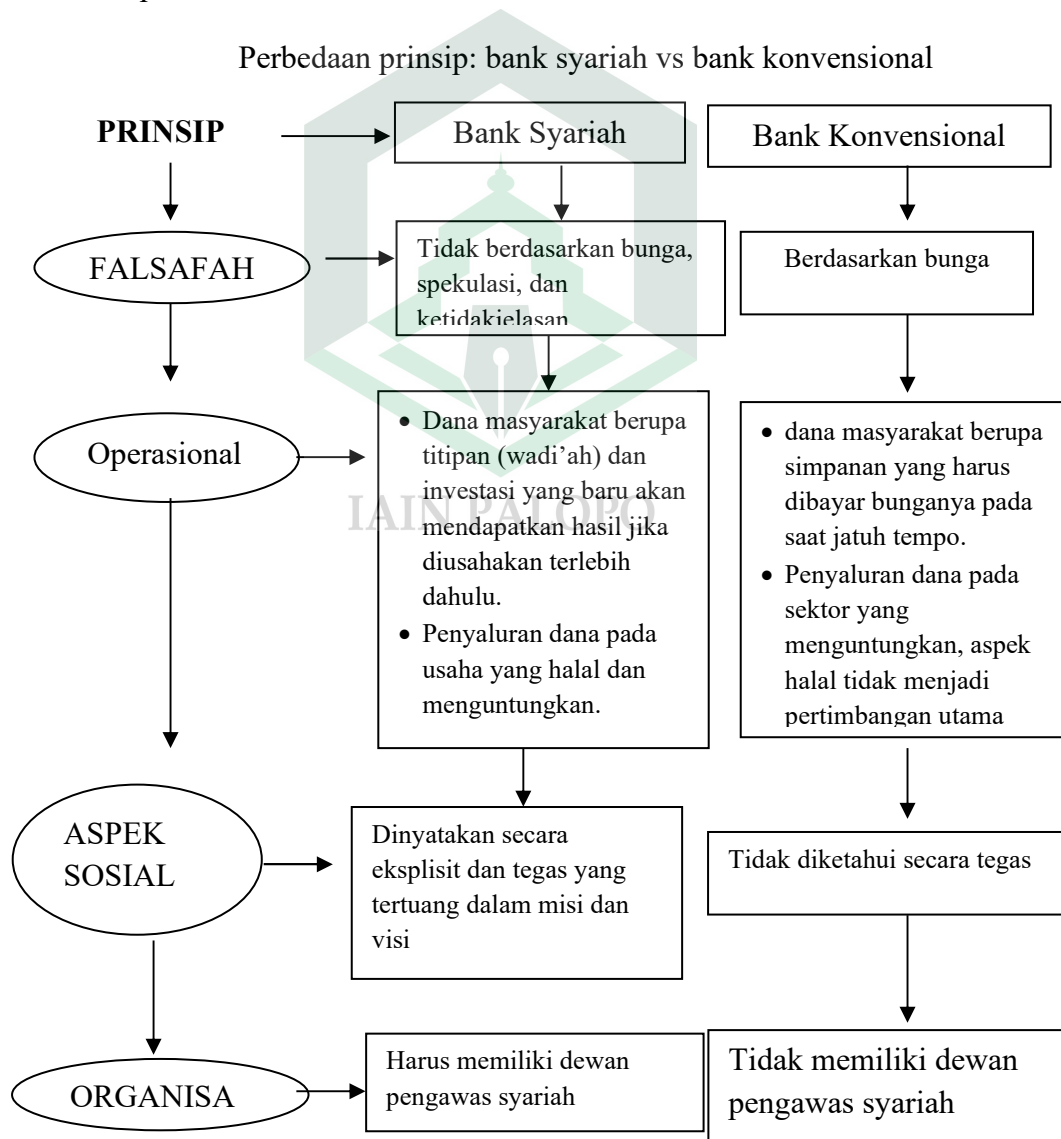 Perbedaan prinsip: bank syariah vs bank konvensional
PRINSIP
Bank Syariah
Bank Konvensional
FALSAFAH
Tidak berdasarkan bunga,
spekulasi, dan
ketidakjelasan
Berdasarkan bunga
Operasional
• Dana masyarakat berupa
titipan (wadi’ah) dan
investasi yang baru akan
mendapatkan hasil jika
diusahakan terlebih
dahulu.
• Penyaluran dana pada
usaha yang halal dan
menguntungkan.
• dana masyarakat berupa
simpanan yang harus
dibayar bunganya pada
saat jatuh tempo.
• Penyaluran dana pada
sektor yang
menguntungkan, aspek
halal tidak menjadi
pertimbangan utama
IAIN PALOPO
ASPEK
SOSIAL
Dinyatakan secara
eksplisit dan tegas yang
tertuang dalam misi dan
visi
Tidak diketahui secara tegas
ORGANISA
Harus memiliki dewan
pengawas syariah
Tidak memiliki dewan
pengawas syariah